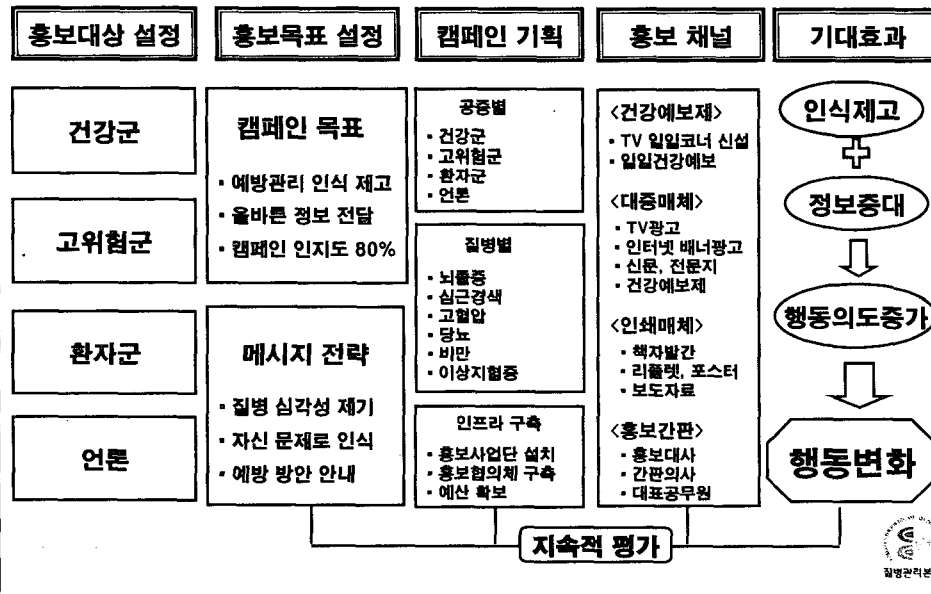 홍보대상 설정
홍보목표 설정
캠페인 기획
홍보 채널
기대효과
건강군
고위험군
환자군
언론
캠페인 목표
▪ 예방관리 인식 재고
▪ 올바른 정보 전달
▪ 캠페인 인지도 80%
메시지 전략
▪ 질병 심각성 제기
▪ 자신 문제로 인식
▪ 예방 방안 안내
공중별
▪ 건강군
▪ 고위험군
▪ 환자군
▪ 언론
질병별
▪ 뇌졸중
▪ 심근경색
▪ 고혈압
▪ 당뇨
▪ 비만
▪ 이상지혈증
인프라 구축
▪ 홍보사업단 설치
▪ 홍보협의체 구축
▪ 예산 확보
<건강예보제>
▪ TV 일일코너 신설
▪ 일일건강예보
<대중매체>
▪ TV광고
▪ 인터넷 배너광고
▪ 신문, 전문지
▪ 건강예보제
<인쇄매체>
▪ 책자발간
▪ 리플렛, 포스터
▪ 보도자료
<홍보간판>
▪ 홍보대사
▪ 간판의사
▪ 대표공무원
인식제고
정보증대
행동의도증가
행동변화
지속적 평가
질병관리본